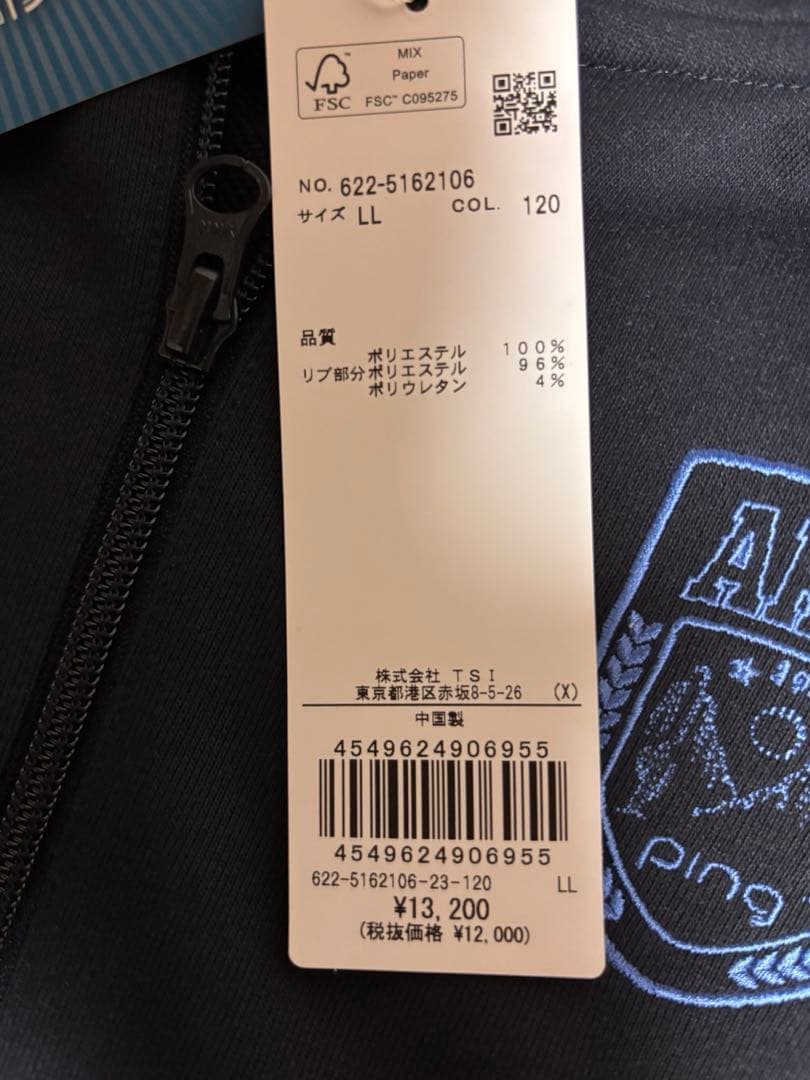 MIX
Paper
FSC™ C095275
FSC
NO. 622-5162106
サイズ LL COL. 120
品質
ポリエステル 100%
リブ部分ポリエステル 96%
ポリウレタン 4%
株式会社 TSI
東京都港区赤坂8-5-26 (X)
中国製
4549624906955
4549624906955
622-5162106-23-120 LL
¥13,200
(税抜価格 ¥12,000)
ping